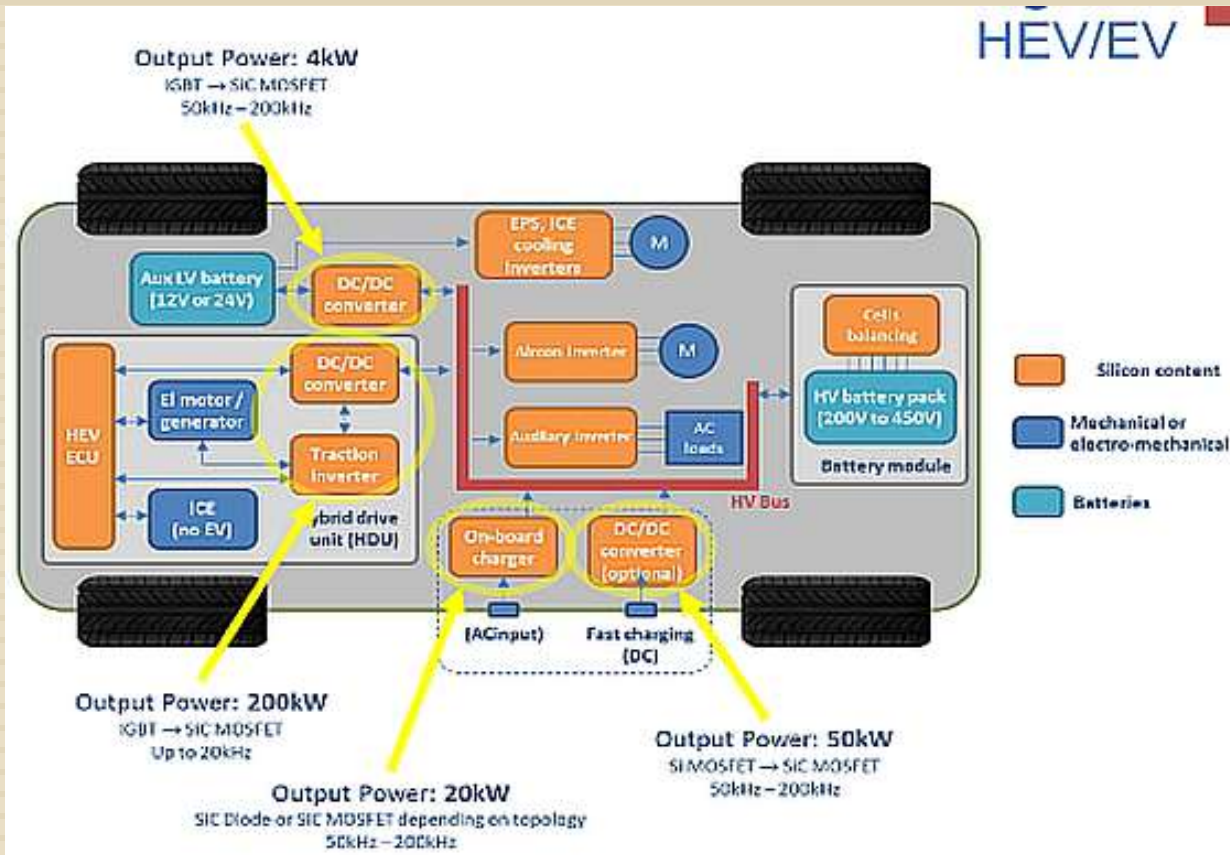 HEV/EV
Output Power: 4kW
IGBT → SiC MOSFET
50kHz – 200kHz
EPS, ICE
cooling
Inverters
M
Aux LV battery
(12V or 24V)
DC/DC
converter
Cells
balancing
DC/DC
converter
Aircon Inverter
M
El motor /
generator
HV battery pack
(200V to 450V)
HEV
ECU
Auxiliary Inverter
AC
loads
Traction
Inverter
Battery module
Silicon content
Mechanical or
electro-mechanical
Batteries
HV Bus
ICE
(no EV)
ybrid drive
unit (HDU)
On-board
charger
DC/DC
converter
(optional)
(ACinput)
Fast charging
(DC)
Output Power: 200kW
IGBT → SiC MOSFET
Up to 20kHz
Output Power: 50kW
Si MOSFET → SiC MOSFET
50kHz – 200kHz
Output Power: 20kW
SiC Diode or SiC MOSFET depending on topology
50kHz – 200kHz